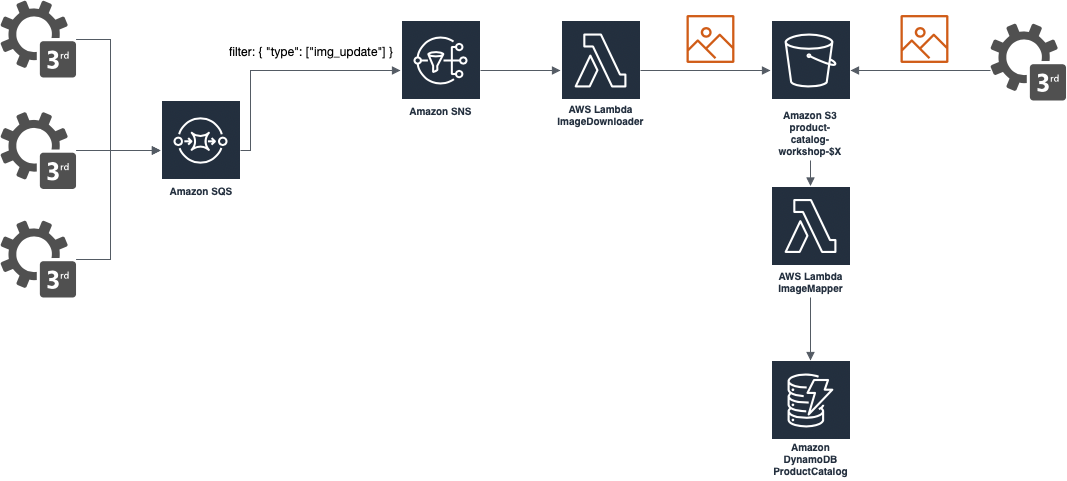 3rd
filter: { "type": ["img_update"] }
Amazon SNS
AWS Lambda
ImageDownloader
Amazon S3
product-
catalog-
workshop-$X
3rd
3rd
Amazon SQS
3rd
AWS Lambda
ImageMapper
Amazon
DynamoDB
ProductCatalog